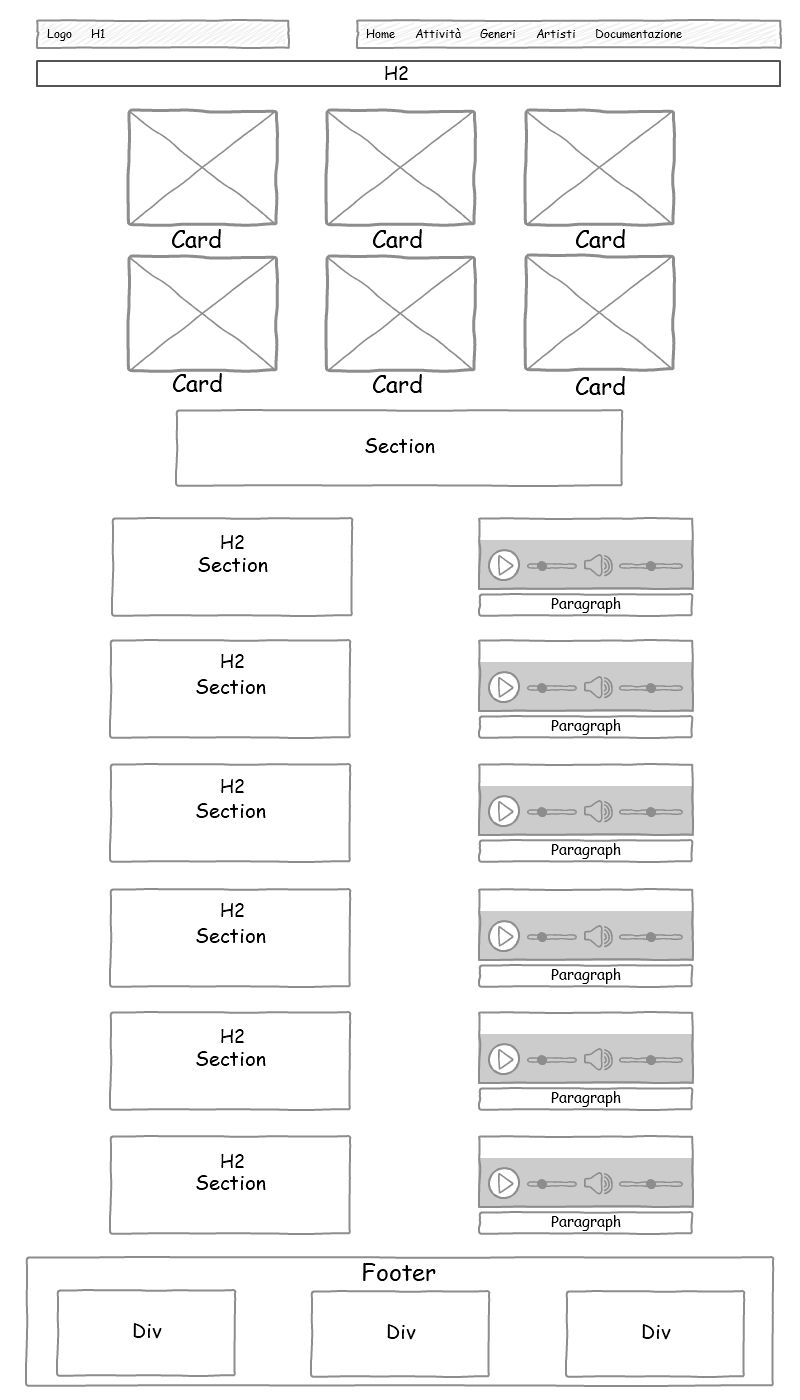 Logo H1
Home Attività Generi Artisti Documentazione
H2
Card Card Card
Card Card Card
Section
H2
Section
Paragraph
H2
Section
Paragraph
H2
Section
Paragraph
H2
Section
Paragraph
H2
Section
Paragraph
H2
Section
Paragraph
Footer
Div Div Div